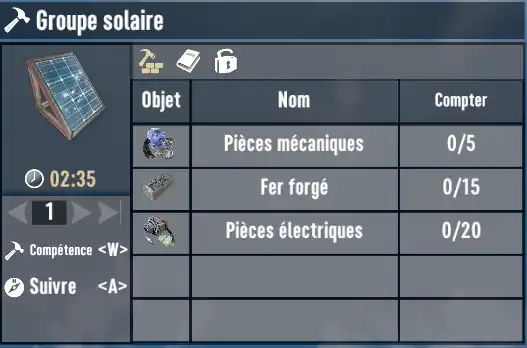 Groupe solaire
Objet Nom Compter
Pièces mécaniques 0/5
02:35
Fer forgé 0/15
1
Pièces électriques 0/20
Compétence <W>
Suivre <A>